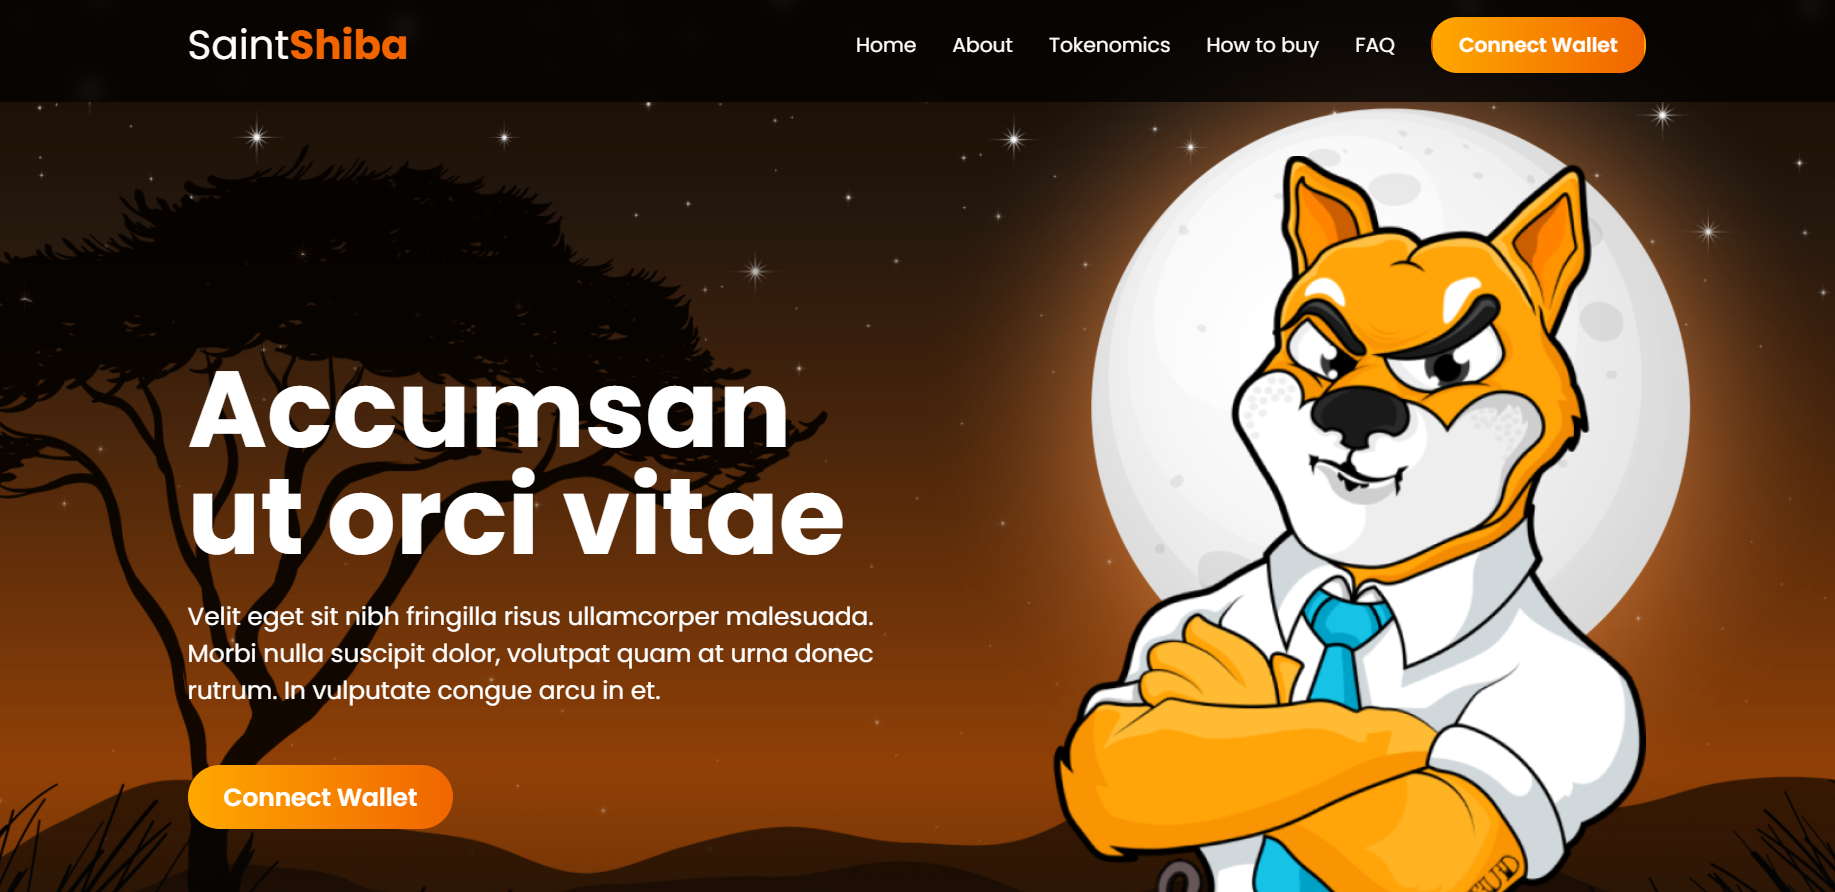 SaintShiba
Home About Tokenomics How to buy FAQ Connect Wallet
Accumsan
ut orci vitae
Velit eget sit nibh fringilla risus ullamcorper malesuada.
Morbi nulla suscipit dolor, volutpat quam at urna donec
rutrum. In vulputate congue arcu in et.
Connect Wallet